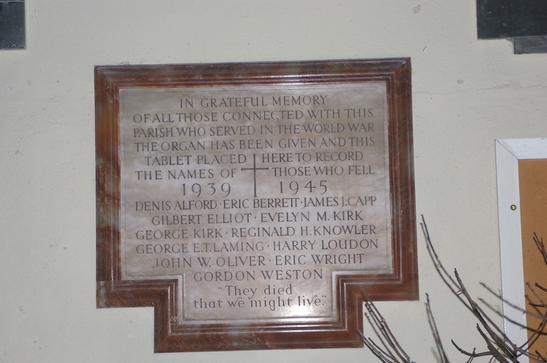 IN GRATEFUL MEMORY
OF ALL THOSE CONNECTED WITH THIS
PARISH WHO SERVED IN THE WORLD WAR
THE ORGAN HAS BEEN GIVEN AND THIS
TABLET PLACED HERE TO RECORD
THE NAMES OF THOSE WHO FELL
1939 1945
DENIS ALFORD · ERIC BERRETT · JAMES J. CAPP
GILBERT ELLIOT · EVELYN M. KIRK
GEORGE KIRK · REGINALD H. KNOWLER
GEORGE E.T. LAMING · HARRY LOUDON
JOHN W. OLIVER · ERIC WRIGHT
GORDON WESTON
"They died
that we might live."